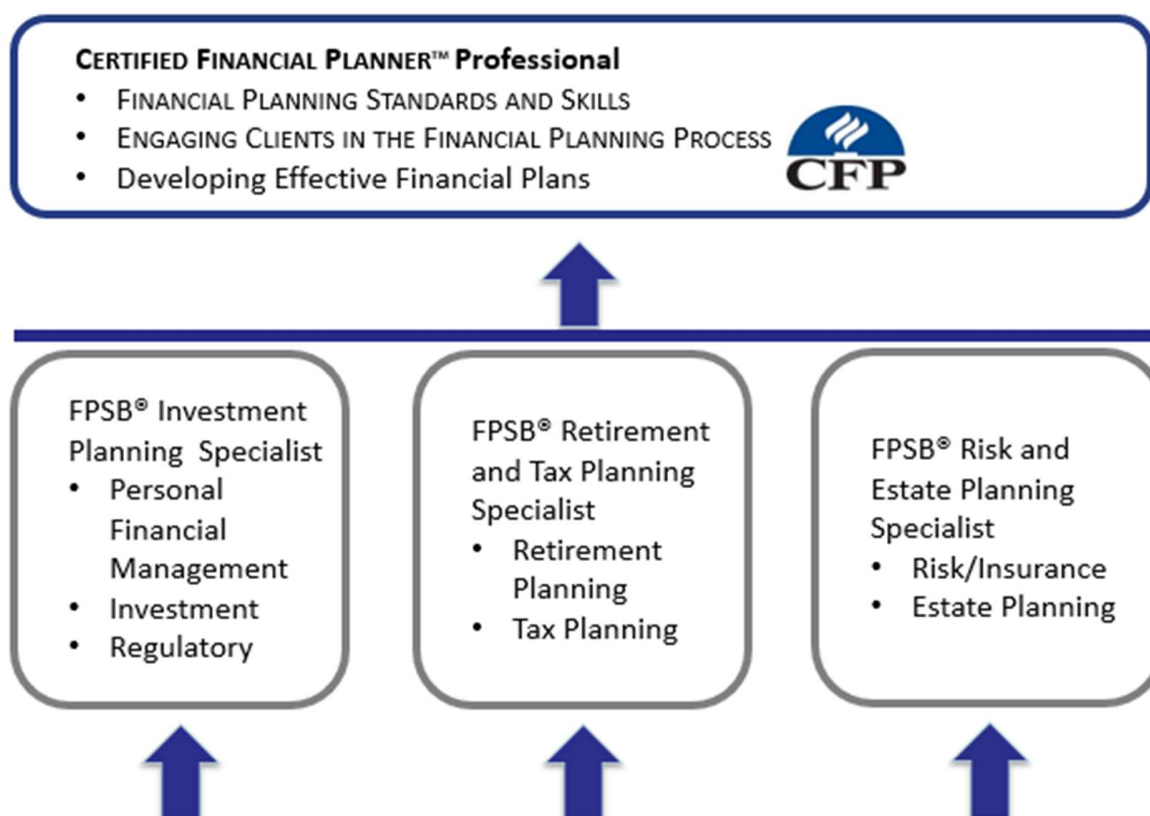 CERTIFIED FINANCIAL PLANNER™ Professional
• FINANCIAL PLANNING STANDARDS AND SKILLS
• ENGAGING CLIENTS IN THE FINANCIAL PLANNING PROCESS
• Developing Effective Financial Plans
CFP
FPSB® Investment
Planning Specialist
• Personal
Financial
Management
• Investment
• Regulatory
FPSB® Retirement
and Tax Planning
Specialist
• Retirement
Planning
• Tax Planning
FPSB® Risk and
Estate Planning
Specialist
• Risk/Insurance
• Estate Planning